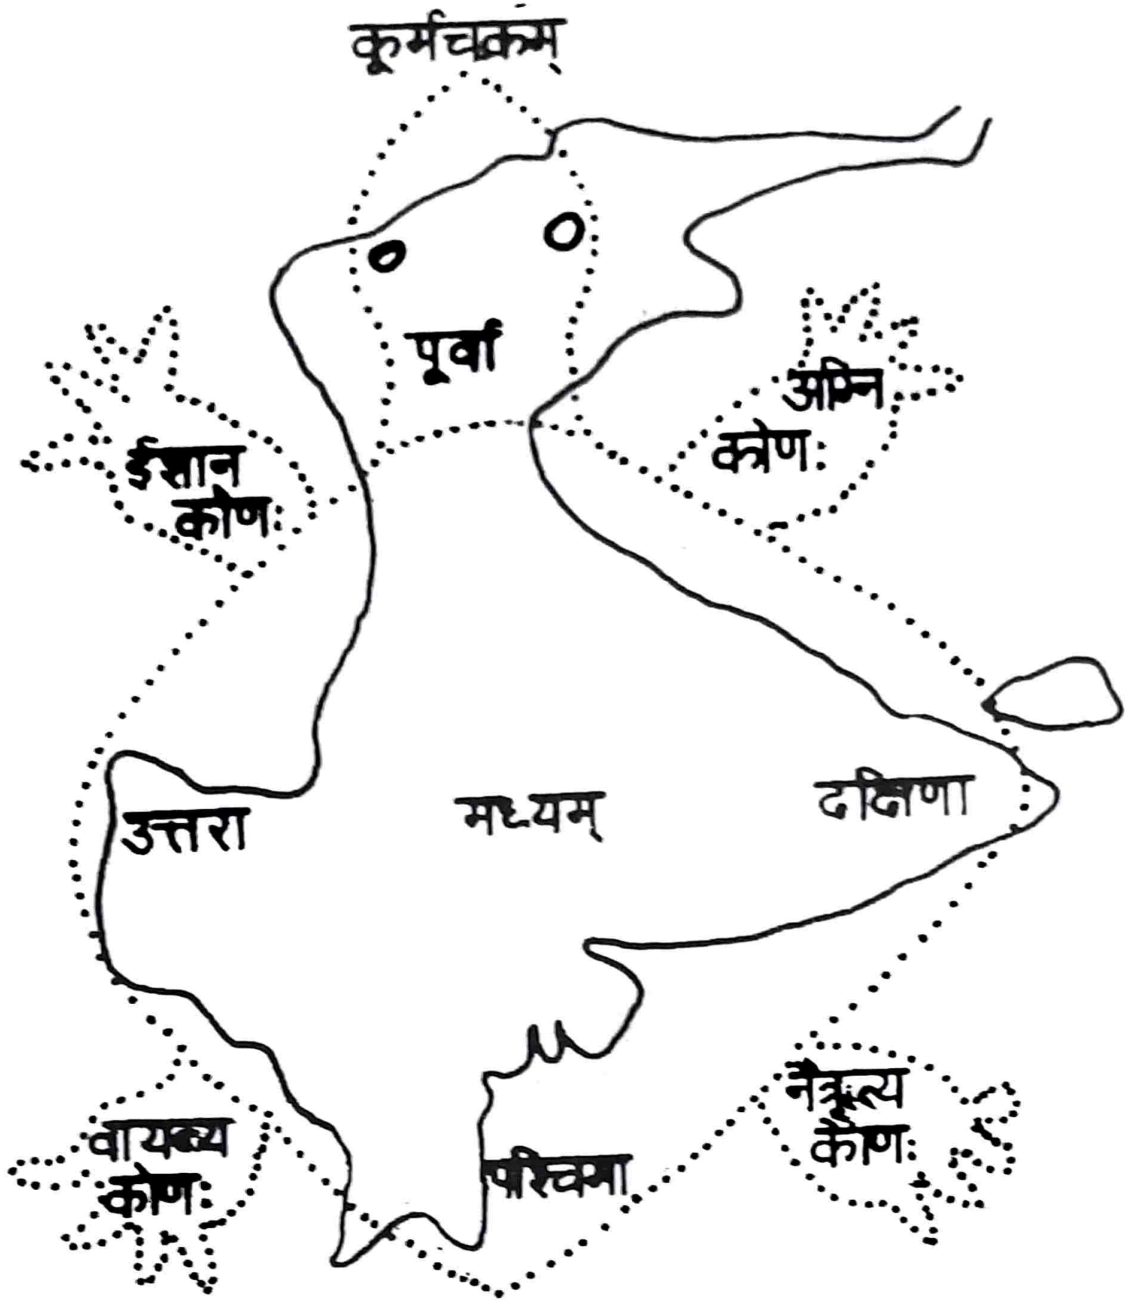 कूर्मचक्रम्
पूर्वा
अग्नि
कोणः
ईशान
कोणः
उत्तरा
मध्यम्
दक्षिणा
नैऋत्य
कोणः
वायव्य
कोणः
पश्चिमा